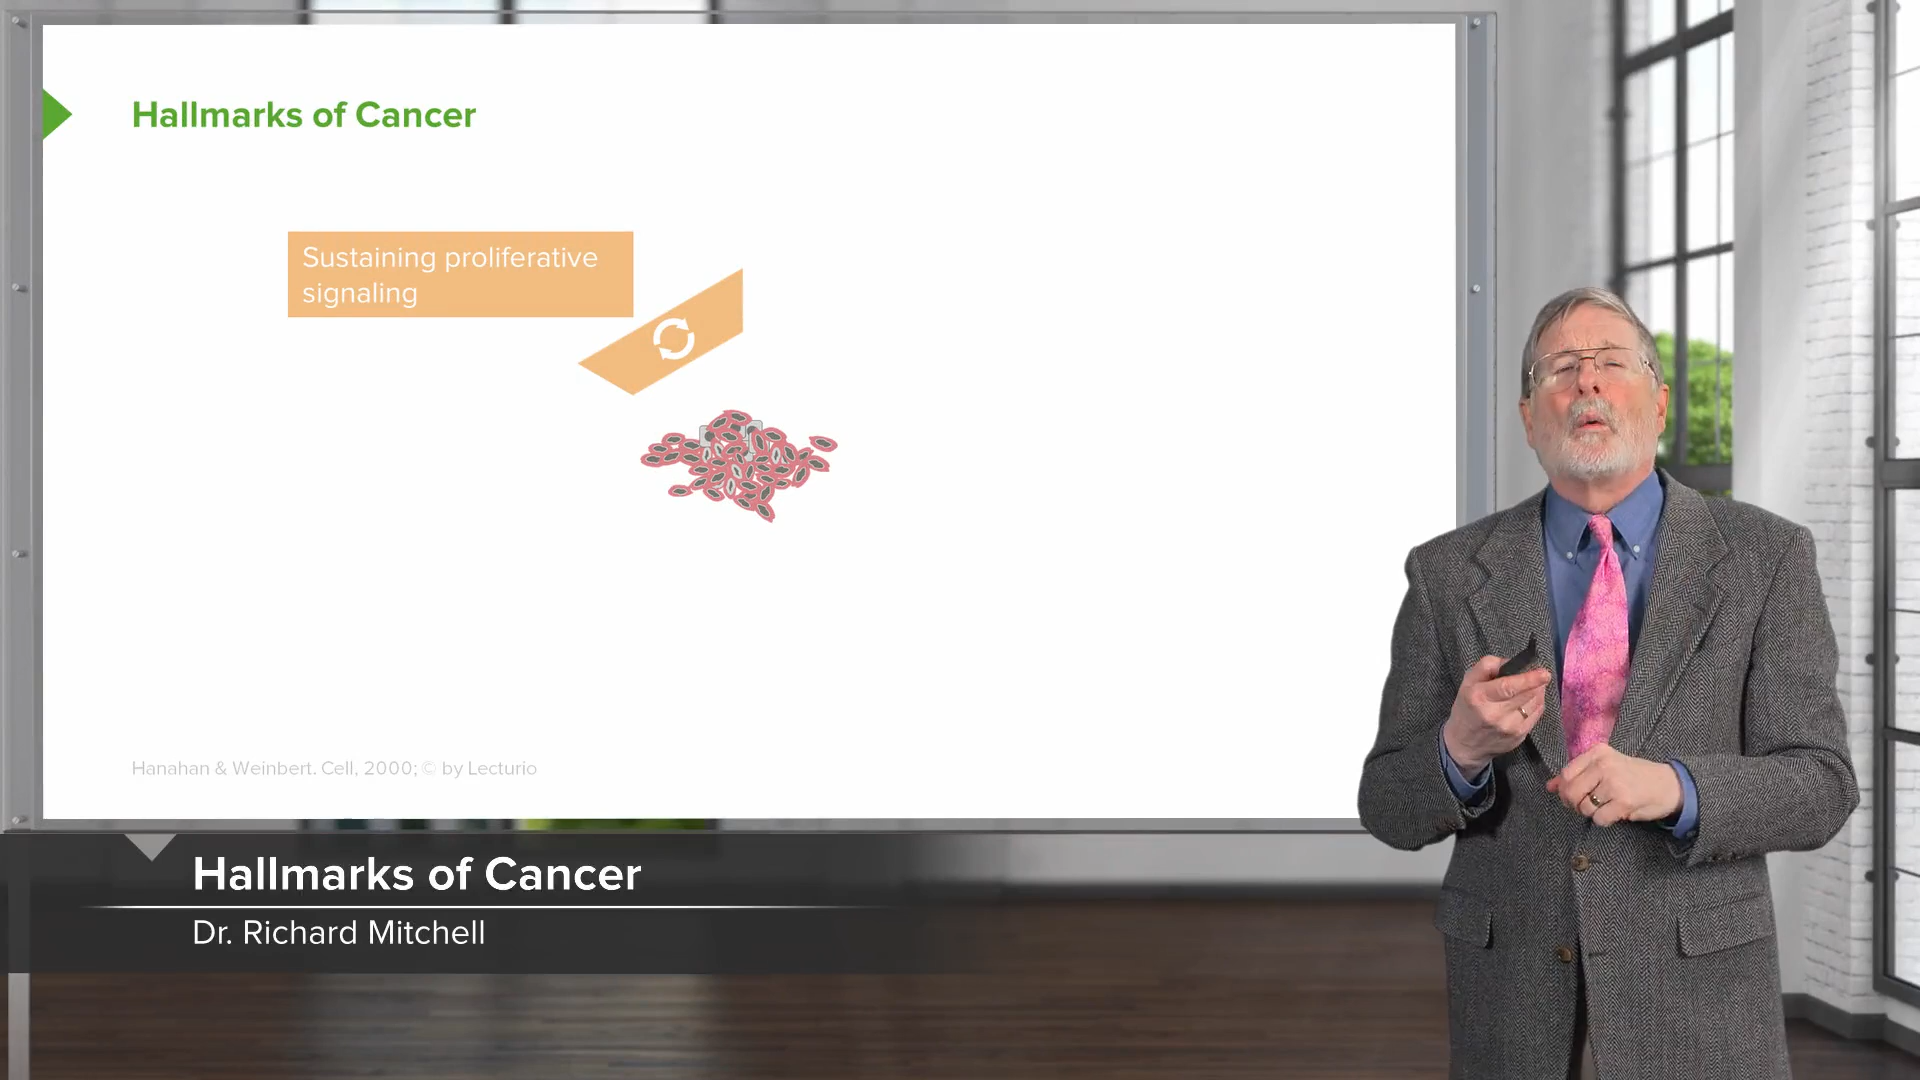 Hallmarks of Cancer
Sustaining proliferative
signaling
Hanahan & Weinbert. Cell, 2000; © by Lecturio
Hallmarks of Cancer
Dr. Richard Mitchell